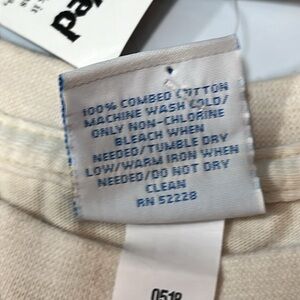 100% COMBED COTTON
MACHINE WASH COLD/
ONLY NON-CHLORINE
BLEACH WHEN
NEEDED/TUMBLE DRY
LOW/WARM IRON WHEN
NEEDED/DO NOT DRY
CLEAN
RN 52228
0518